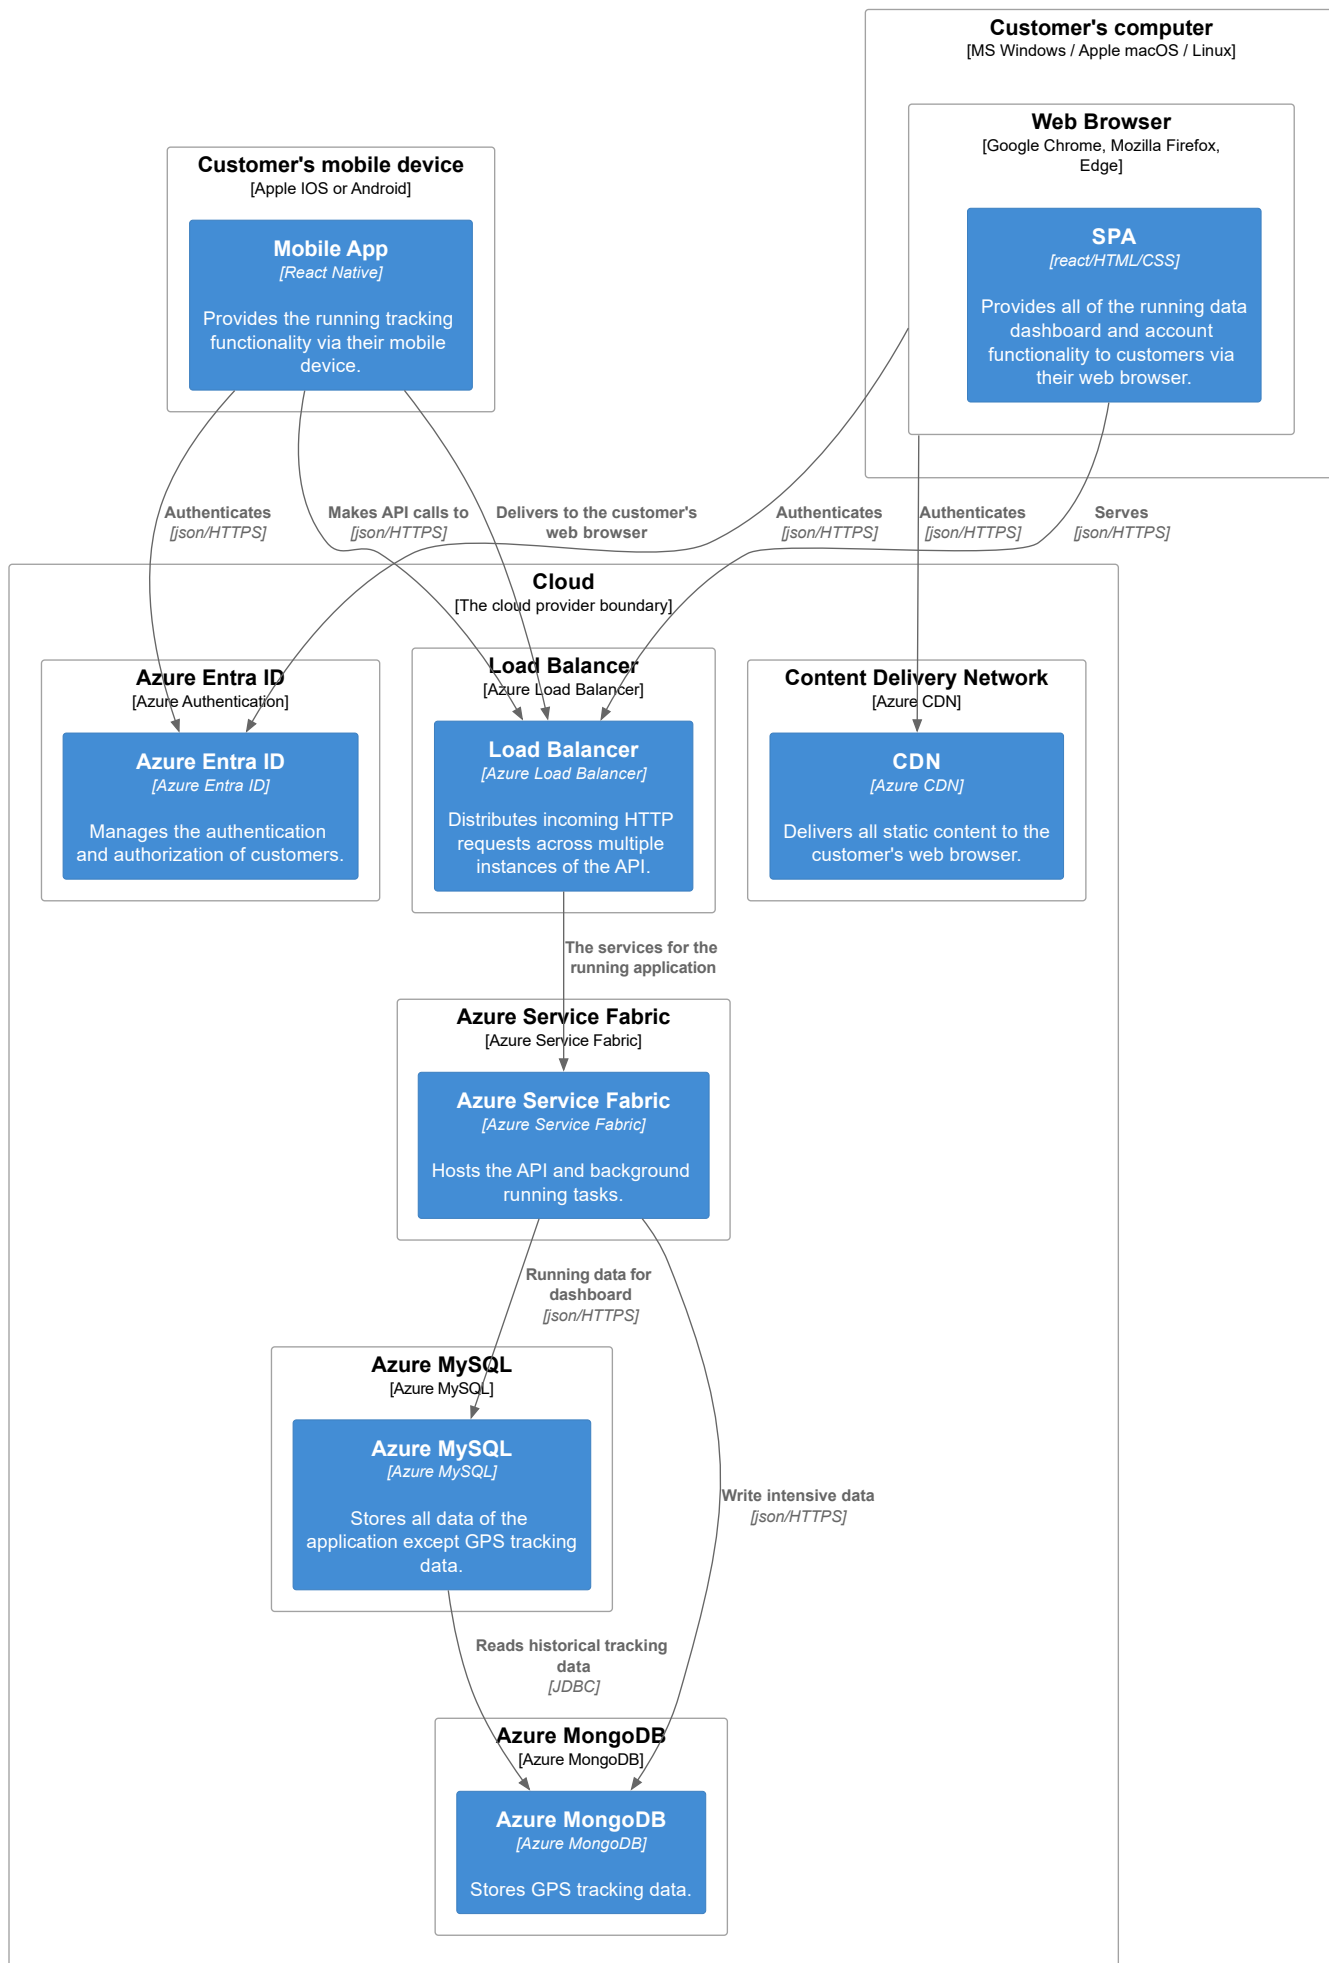 Customer's computer
[MS Windows / Apple macOS / Linux]
Web Browser
[Google Chrome, Mozilla Firefox,
Edge]
Customer's mobile device
[Apple IOS or Android]
Mobile App
[React Native]
Provides the running tracking
functionality via their mobile
device.
SPA
[react/HTML/CSS]
Provides all of the running data
dashboard and account
functionality to customers via
their web browser.
Authenticates
[json/HTTPS]
Makes API calls to
[json/HTTPS]
Delivers to the customer's
web browser
Authenticates
[json/HTTPS]
Authenticates
[json/HTTPS]
Serves
[json/HTTPS]
Cloud
[The cloud provider boundary]
Azure Entra ID
[Azure Authentication]
Azure Entra ID
[Azure Entra ID]
Manages the authentication
and authorization of customers.
Load Balancer
[Azure Load Balancer]
Load Balancer
[Azure Load Balancer]
Distributes incoming HTTP
requests across multiple
instances of the API.
Content Delivery Network
[Azure CDN]
CDN
[Azure CDN]
Delivers all static content to the
customer's web browser.
The services for the
running application
Azure Service Fabric
[Azure Service Fabric]
Azure Service Fabric
[Azure Service Fabric]
Hosts the API and background
running tasks.
Running data for
dashboard
[json/HTTPS]
Azure MySQL
[Azure MySQL]
Azure MySQL
[Azure MySQL]
Stores all data of the
application except GPS tracking
data.
Write intensive data
[json/HTTPS]
Reads historical tracking
data
[JDBC]
Azure MongoDB
[Azure MongoDB]
Azure MongoDB
[Azure MongoDB]
Stores GPS tracking data.